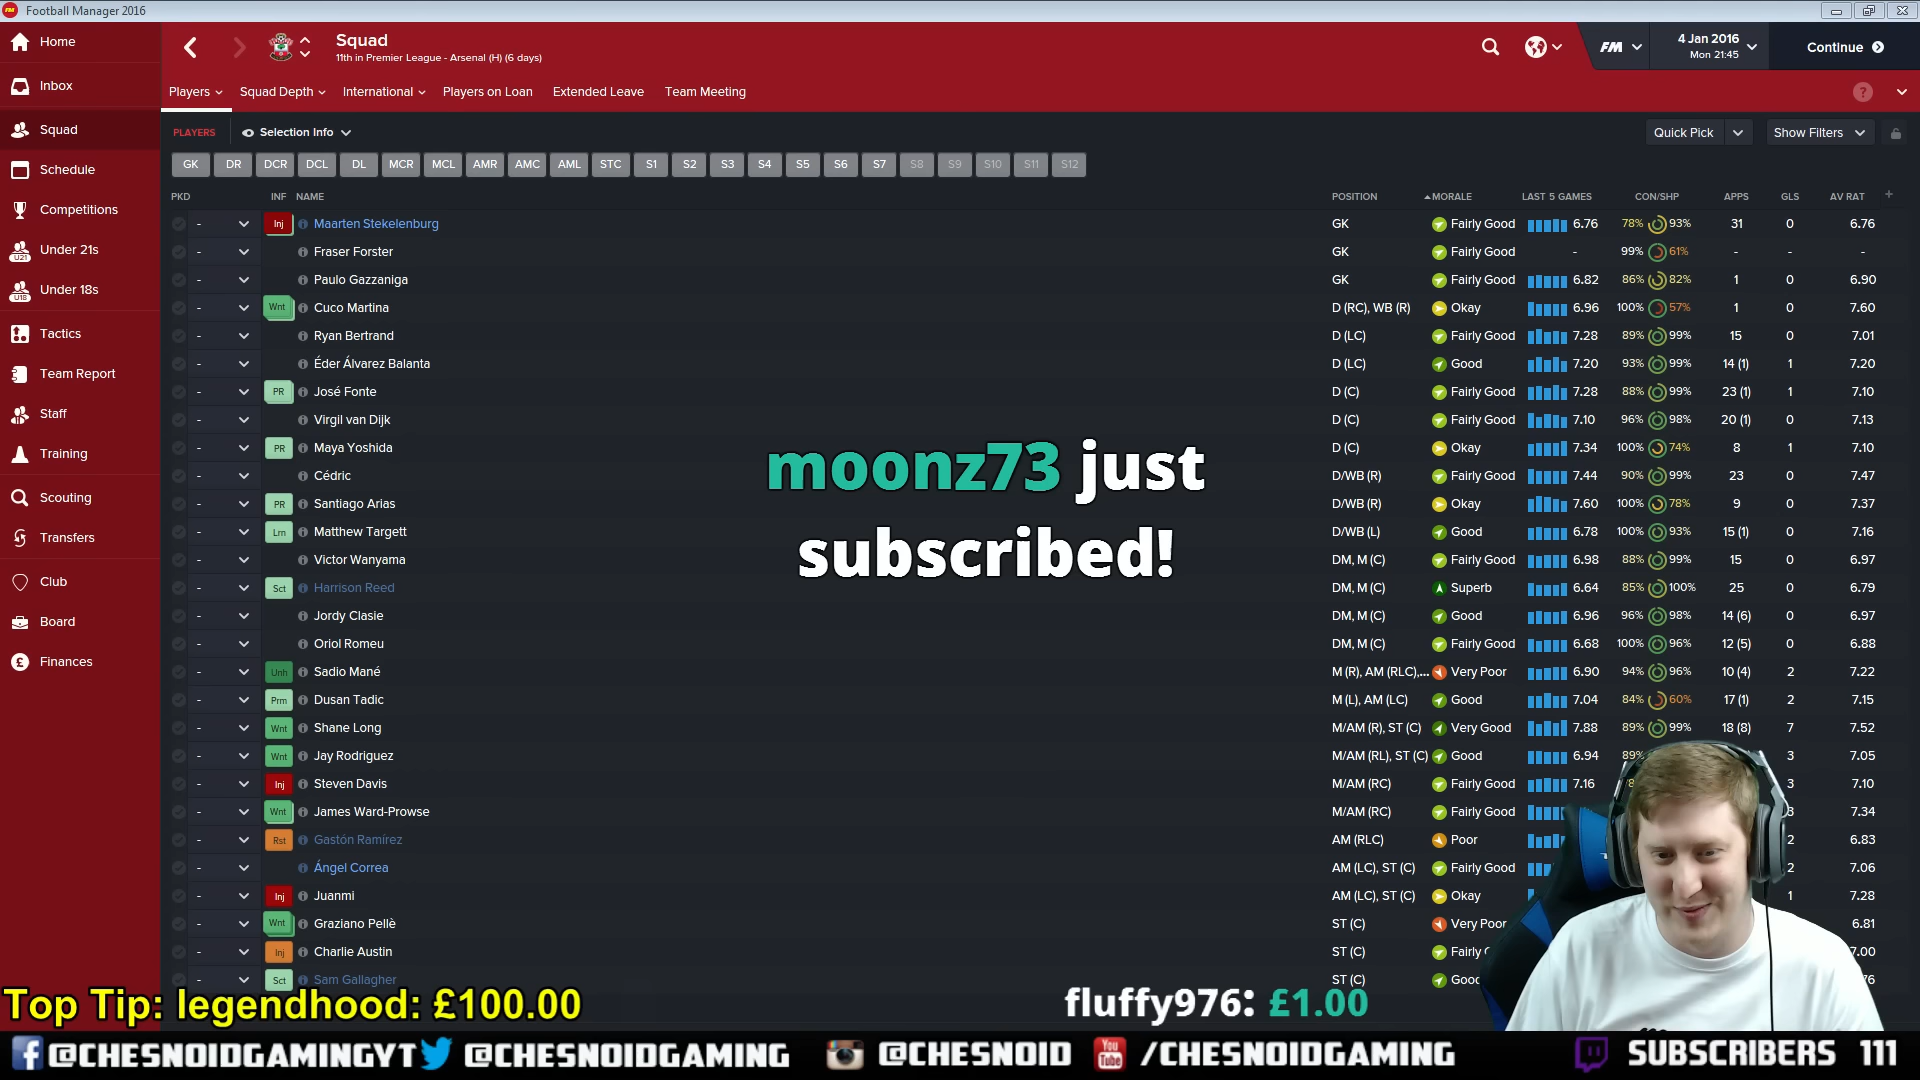 Football Manager 2016
Home
Inbox
Squad
Schedule
Competitions
Under 21s
Under 18s
Tactics
Team Report
Staff
Training
Scouting
Transfers
Club
Board
Finances
Squad
11th in Premier League - Arsenal (H) (6 days)
FM
4 Jan 2016
Mon 21:45
Continue
Players Squad Depth International Players on Loan Extended Leave Team Meeting
PLAYERS Selection Info Quick Pick Show Filters
GK DR DCR DCL DL MCR MCL AMR AMC AML STC S1 S2 S3 S4 S5 S6 S7 S8 S9 S10 S11 S12
PKD INF NAME POSITION MORALE LAST 5 GAMES CON/SHP APPS GLS AV RAT
- Inj Maarten Stekelenburg GK Fairly Good 6.76 78% 93% 31 0 6.76
- Fraser Forster GK Fairly Good - 99% 61% - - -
- Paulo Gazzaniga GK Fairly Good 6.82 86% 82% 1 0 6.90
- Wnt Cuco Martina D (RC), WB (R) Okay 6.96 100% 57% 1 0 7.60
- Ryan Bertrand D (LC) Fairly Good 7.28 89% 99% 15 0 7.01
- Éder Álvarez Balanta D (LC) Good 7.20 93% 99% 14 (1) 1 7.20
- PR José Fonte D (C) Fairly Good 7.28 88% 99% 23 (1) 1 7.10
- Virgil van Dijk D (C) Fairly Good 7.10 96% 98% 20 (1) 0 7.13
- PR Maya Yoshida D (C) Okay 7.34 100% 74% 8 1 7.10
- Cédric D/WB (R) Fairly Good 7.44 90% 99% 23 0 7.47
- PR Santiago Arias D/WB (R) Okay 7.60 100% 78% 9 0 7.37
- Lrn Matthew Targett D/WB (L) Good 6.78 100% 93% 15 (1) 0 7.16
- Victor Wanyama DM, M (C) Fairly Good 6.98 88% 99% 15 0 6.97
- Sct Harrison Reed DM, M (C) Superb 6.64 85% 100% 25 0 6.79
- Jordy Clasie DM, M (C) Good 6.96 96% 98% 14 (6) 0 6.97
- Oriol Romeu DM, M (C) Fairly Good 6.68 100% 96% 12 (5) 0 6.88
- Unh Sadio Mané M (R), AM (RLC),... Very Poor 6.90 94% 96% 10 (4) 2 7.22
- Prm Dusan Tadic M (L), AM (LC) Good 7.04 84% 60% 17 (1) 2 7.15
- Wnt Shane Long M/AM (R), ST (C) Very Good 7.88 89% 99% 18 (8) 7 7.52
- Wnt Jay Rodriguez M/AM (RL), ST (C) Good 6.94 89% 3 7.05
- Inj Steven Davis M/AM (RC) Fairly Good 7.16 3 7.10
- Wnt James Ward-Prowse M/AM (RC) Fairly Good 3 7.34
- Rst Gastón Ramírez AM (RLC) Poor 2 6.83
- Ángel Correa AM (LC), ST (C) Fairly Good 2 7.06
- Inj Juanmi AM (LC), ST (C) Okay 1 7.28
- Wnt Graziano Pellè ST (C) Very Poor 6.81
- Inj Charlie Austin ST (C) Fairly 7.00
- Sct Sam Gallagher ST (C) Good
moonz73 just
subscribed!
Top Tip: legendhood: £100.00
fluffy976: £1.00
@CHESNOIDGAMINGYT @CHESNOIDGAMING @CHESNOID You Tube /CHESNOIDGAMING SUBSCRIBERS 111